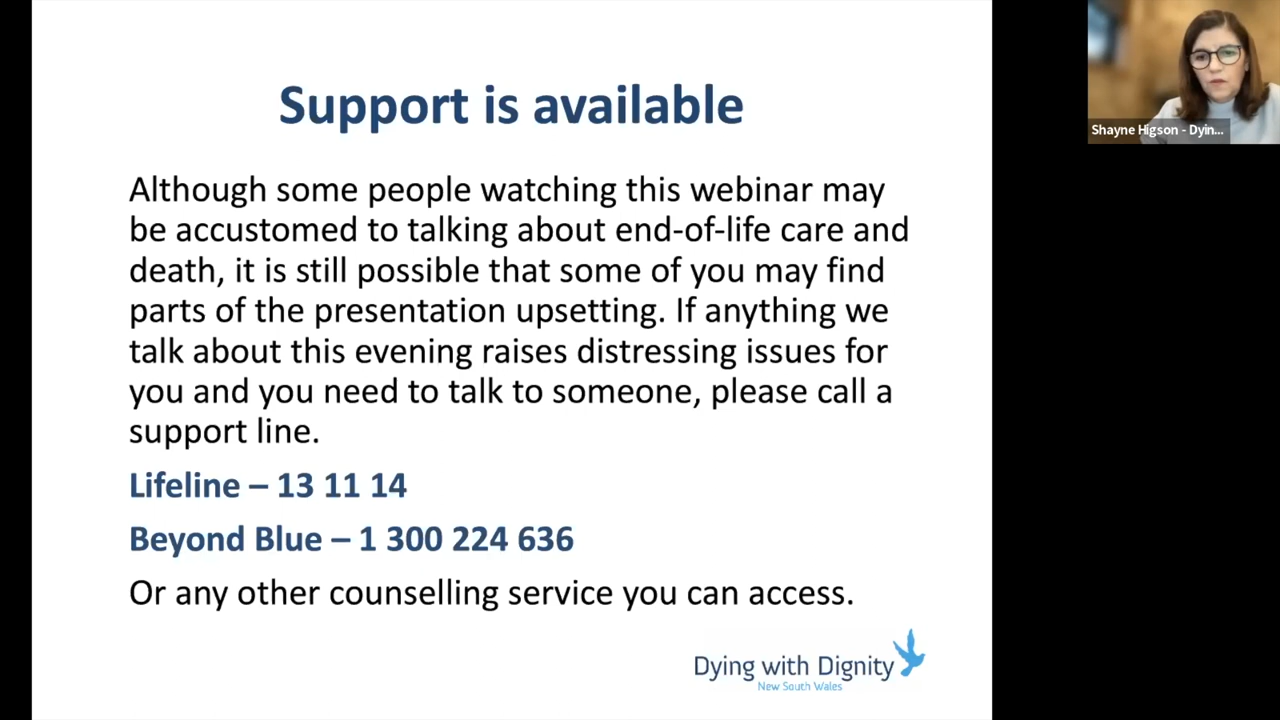 Support is available
Although some people watching this webinar may
be accustomed to talking about end-of-life care and
death, it is still possible that some of you may find
parts of the presentation upsetting. If anything we
talk about this evening raises distressing issues for
you and you need to talk to someone, please call a
support line.
Lifeline – 13 11 14
Beyond Blue – 1 300 224 636
Or any other counselling service you can access.
Dying with Dignity
New South Wales
Shayne Higson - Dyin...